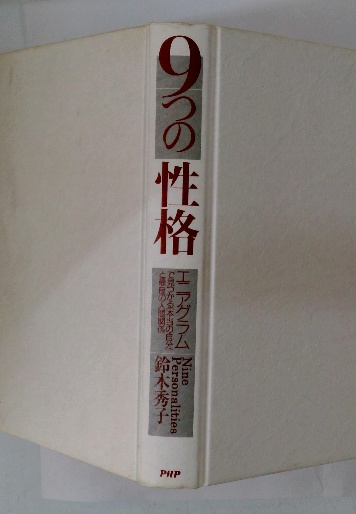 9つの
性格
エニアグラム
で見つかる「本当の自分」
と最良の人間関係
Nine
Personalities
鈴木秀子
PHP